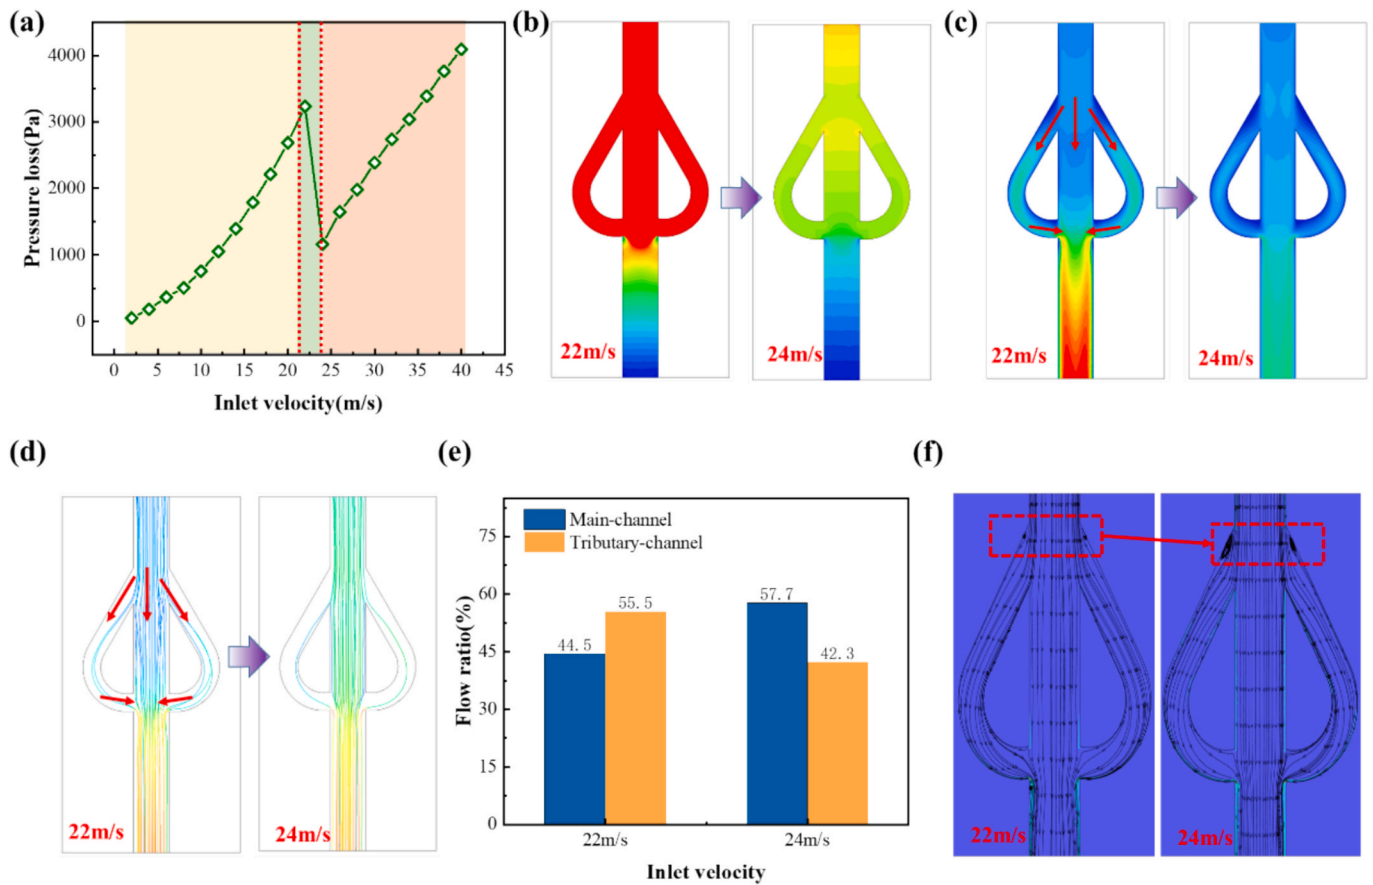 (a)
4000
3000
2000
1000
0
Pressure loss(Pa)
0 5 10 15 20 25 30 35 40 45
Inlet velocity(m/s)
(b)
22m/s
24m/s
(c)
22m/s
24m/s
(d)
22m/s
24m/s
(e)
Main-channel
Tributary-channel
75
60
45
30
15
0
Flow ratio(%)
44.5
55.5
57.7
42.3
22m/s
24m/s
Inlet velocity
(f)
22m/s
24m/s